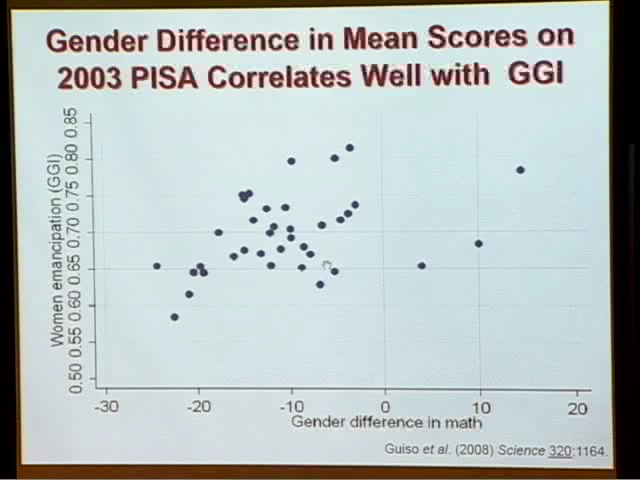 Gender Difference in Mean Scores on
2003 PISA Correlates Well with GGI
Women emancipation (GGI)
0.85
0.80
0.75
0.70
0.65
0.60
0.55
0.50
-30 -20 -10 0 10 20
Gender difference in math
Guiso et al. (2008) Science 320:1164.